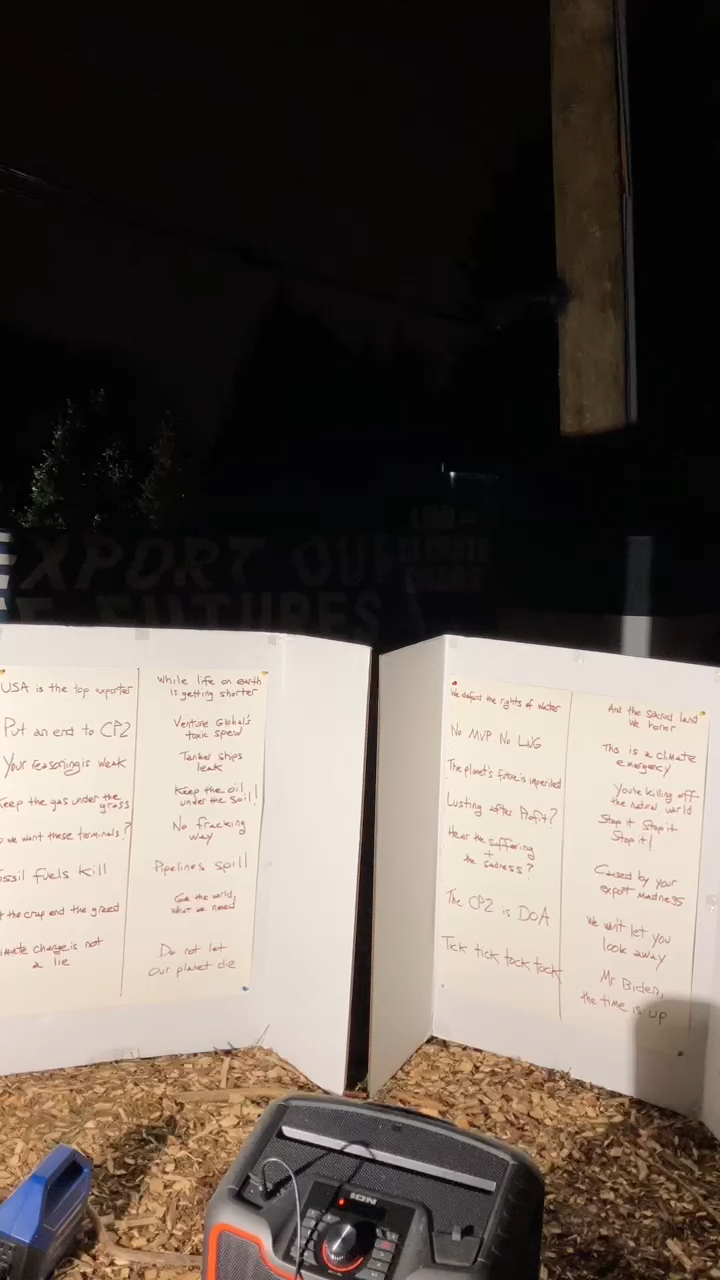 XPORT OUR
FUTURES
CLIMATE
USA is the top exporter
Put an end to CP2
Your reasoning is weak
Keep the gas under the
grass
we want these terminals?
fossil fuels kill
the crap end the greed
climate change is not
a lie
While life on earth
is getting shorter
Venture Global's
toxic spew
Tanker ships
leak
Keep the oil
under the soil!
No fracking
way
Pipelines spill
the world,
what we need
Do not let
our planet die
We defend the rights of water
No MVP No LNG
The planet's future is imperiled
Lusting after Profit?
Hear the suffering
+
the sadness?
The CP2 is DOA
Tick tick tock tock
And the sacred land
we honor
This is a climate
emergency
You're killing off
the natural world
Stop it Stop it
Stop it!
Caused by your
export madness
We won't let you
look away
Mr Biden,
the time is up
ION